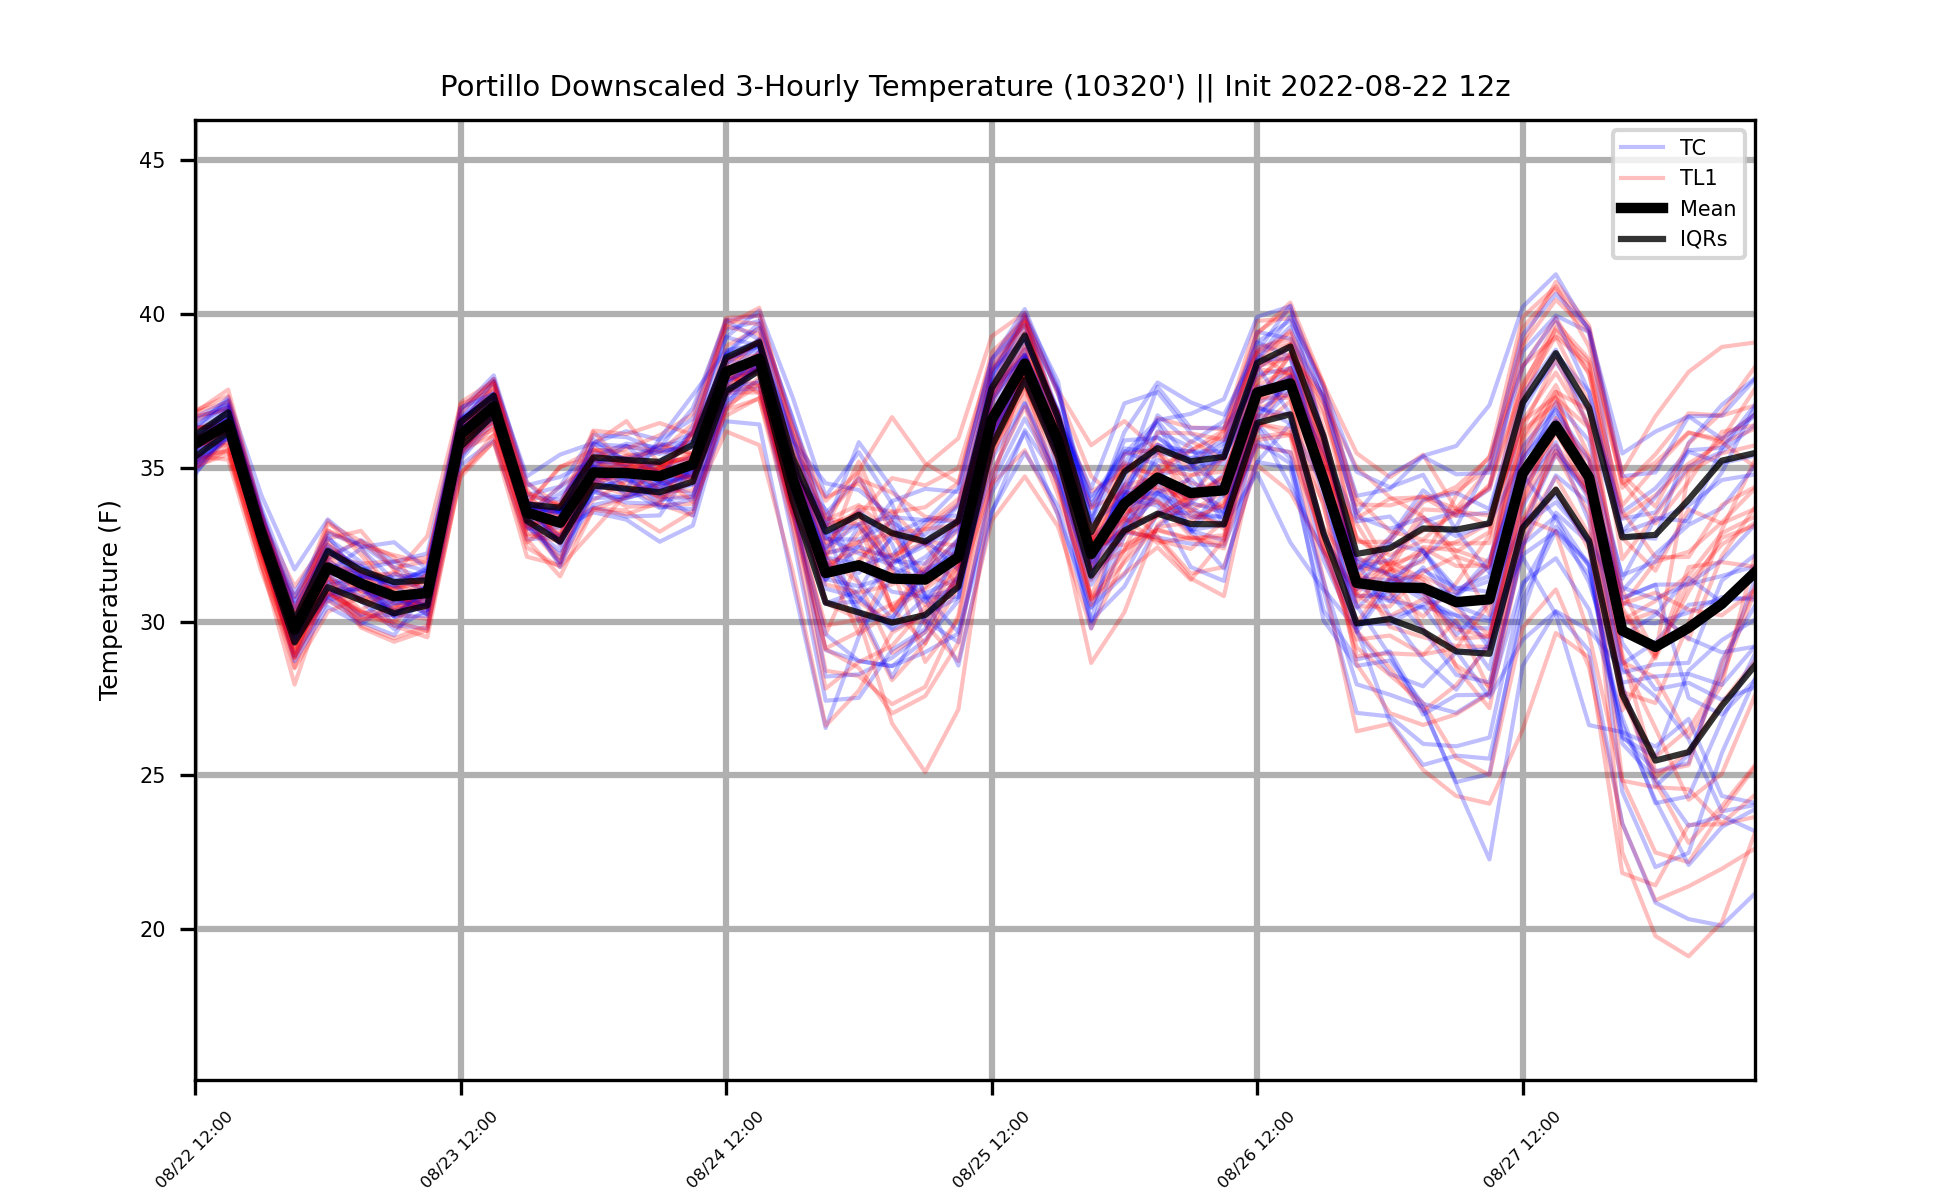 Portillo Downscaled 3-Hourly Temperature (10320') || Init 2022-08-22 12z
TC
TL1
Mean
IQRs
Temperature (F)
45
40
35
30
25
20
08/22 12:00
08/23 12:00
08/24 12:00
08/25 12:00
08/26 12:00
08/27 12:00